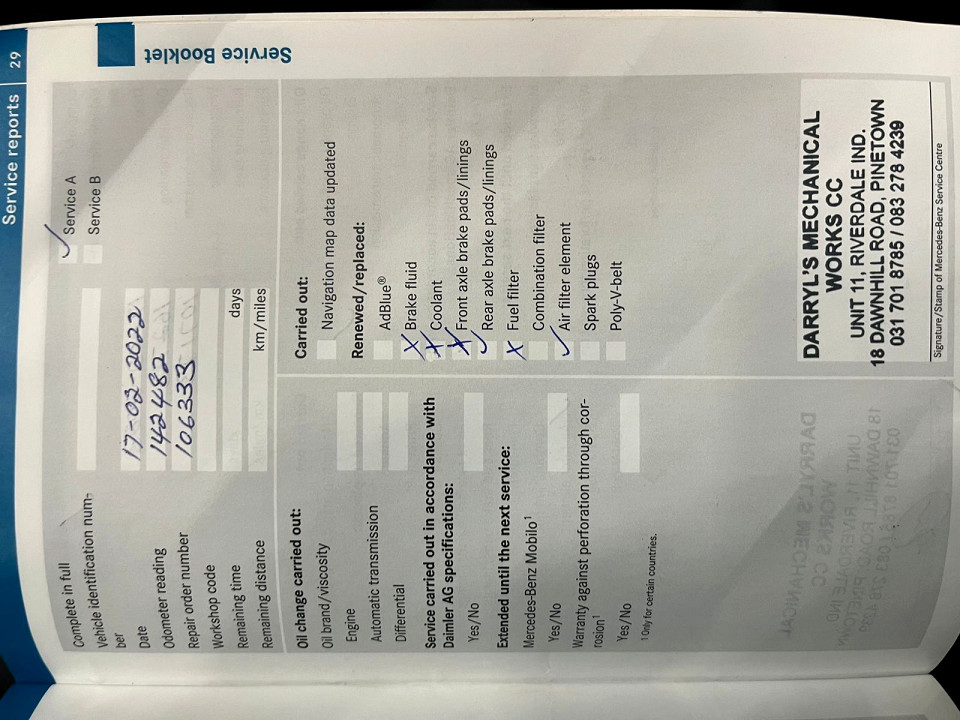 Service reports 29
Service Booklet
Complete in full
Vehicle identification num-
ber
Date 17-02-2022
Odometer reading 142482
Repair order number 106333
Workshop code
Remaining time days
Remaining distance km/miles
Service A
Service B
Oil change carried out:
Oil brand/viscosity
Engine
Automatic transmission
Differential
Service carried out in accordance with
Daimler AG specifications:
Yes/No
Extended until the next service:
Mercedes-Benz Mobilo¹
Yes/No
Warranty against perforation through cor-
rosion¹
Yes/No
¹ Only for certain countries.
Carried out:
Navigation map data updated
Renewed/replaced:
AdBlue®
Brake fluid
Coolant
Front axle brake pads/linings
Rear axle brake pads/linings
Fuel filter
Combination filter
Air filter element
Spark plugs
Poly-V-belt
DARRYL'S MECHANICAL
WORKS CC
UNIT 11, RIVERDALE IND.
18 DAWNHILL ROAD, PINETOWN
031 701 8785 / 083 278 4239
Signature/Stamp of Mercedes-Benz Service Centre